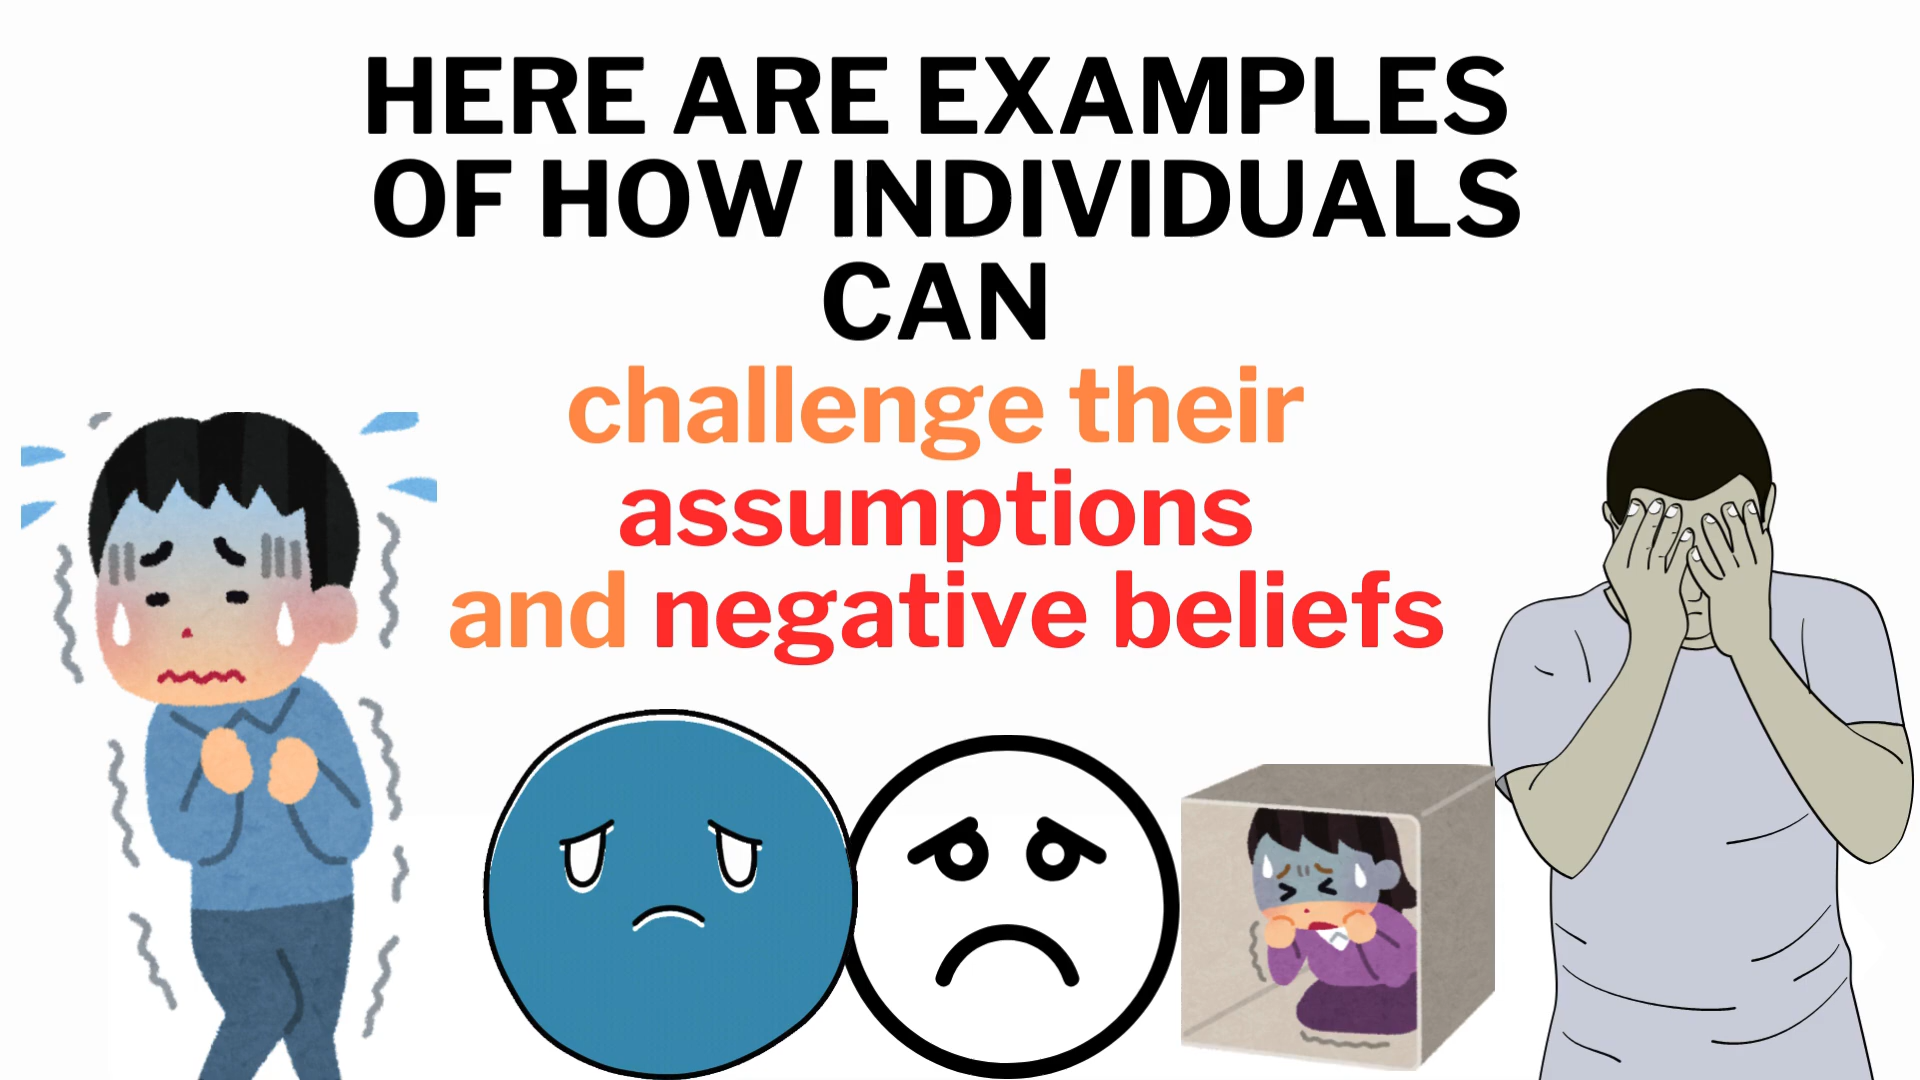 HERE ARE EXAMPLES
OF HOW INDIVIDUALS
CAN
challenge their
assumptions
and negative beliefs